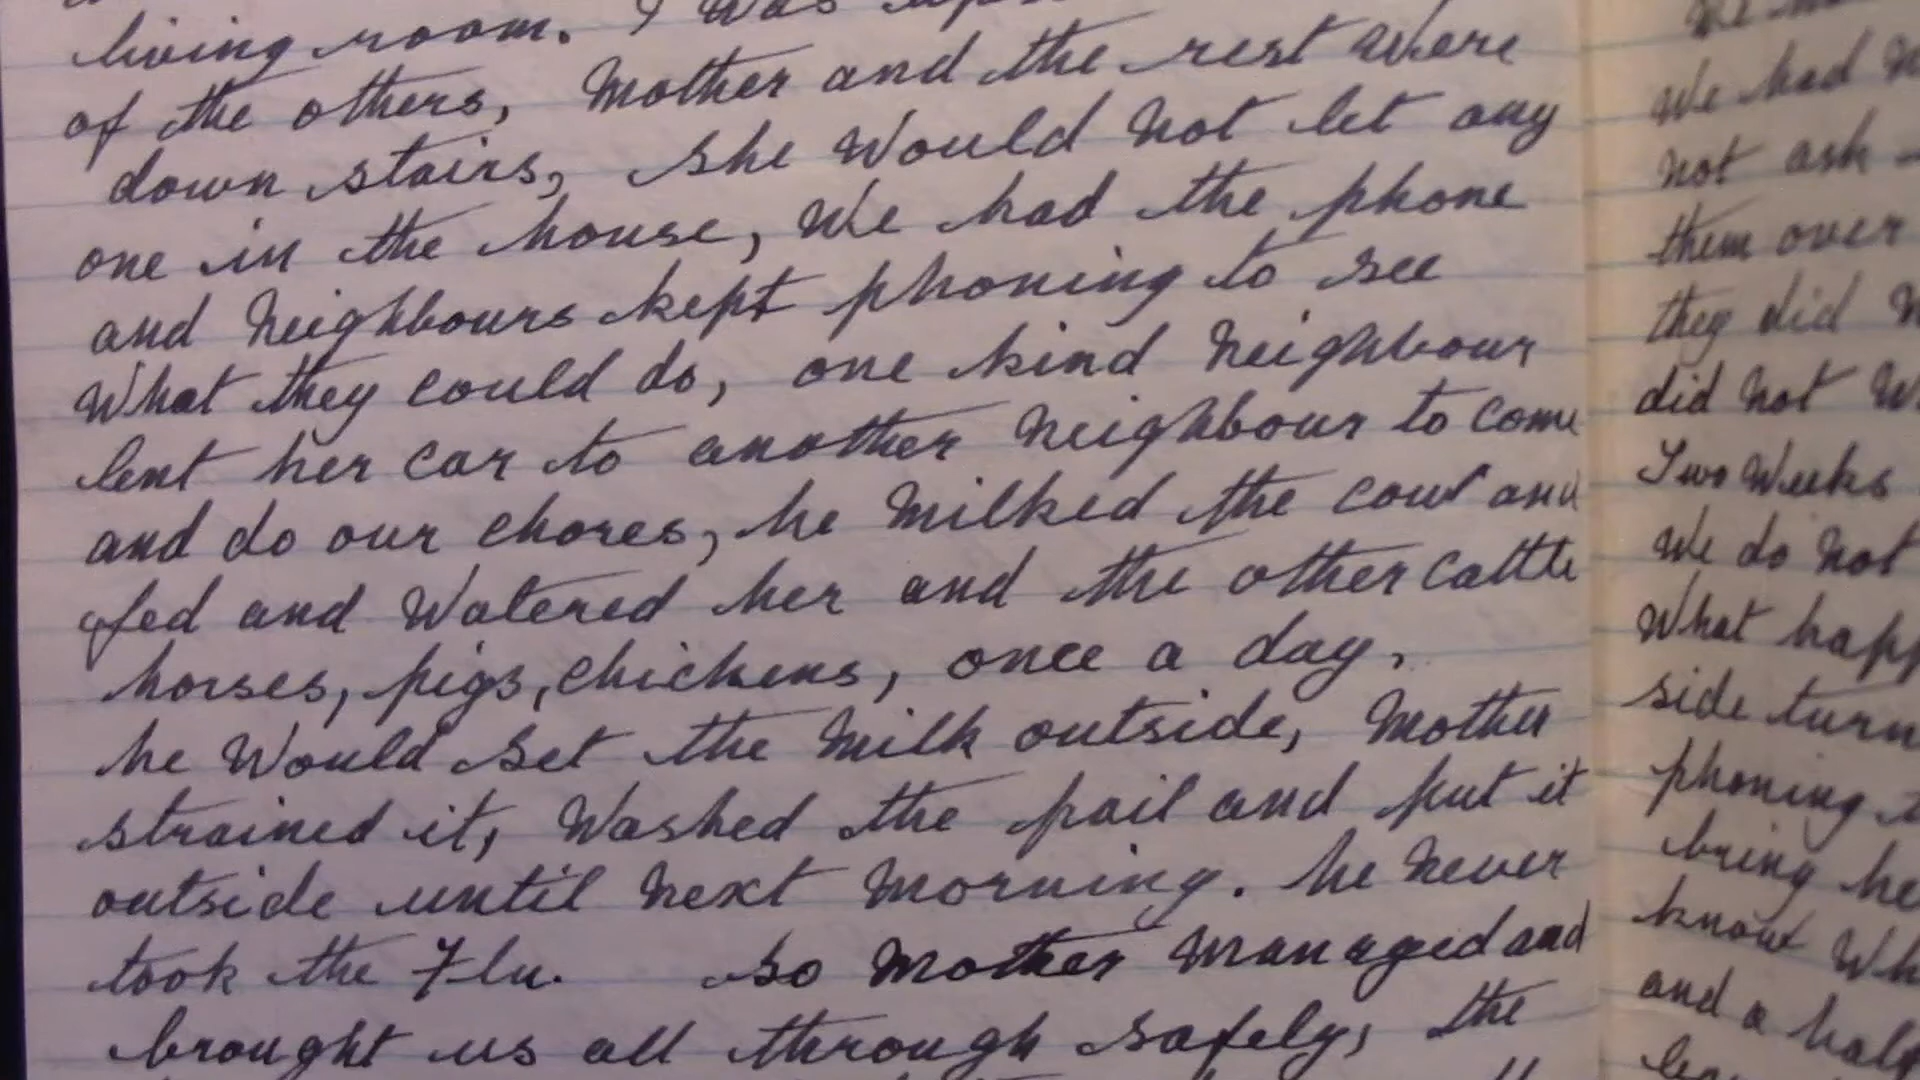 living room. I was
of the others, Mother and the rest were
down stairs, she would not let any
one in the house, We had the phone
and Neighbours kept phoning to see
What they could do, one kind Neighbour
lent her car to another Neighbour to come
and do our chores, he Milked the cow and
fed and Watered her and the other Cattle
horses, pigs, chickens, once a day,
he Would set the Milk outside, Mother
strained it, Washed the pail and put it
outside until Next Morning. he Never
took the Flu. So Mother Managed and
brought us all through safely, the
We had
not ask
them over
they did
did Not
Two Weeks
We do Not
What
side
phoning
bring
know
and a half